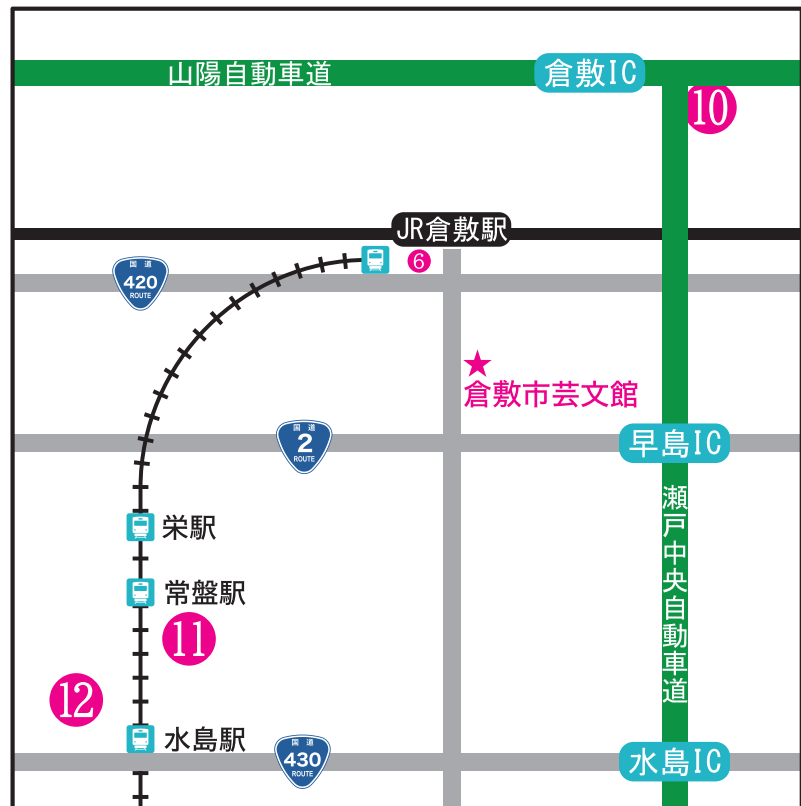 山陽自動車道
倉敷IC
10
JR倉敷駅
6
国道
420
ROUTE
倉敷市芸文館
国道
2
ROUTE
早島IC
瀬戸中央自動車道
栄駅
常盤駅
11
12
水島駅
国道
430
ROUTE
水島IC